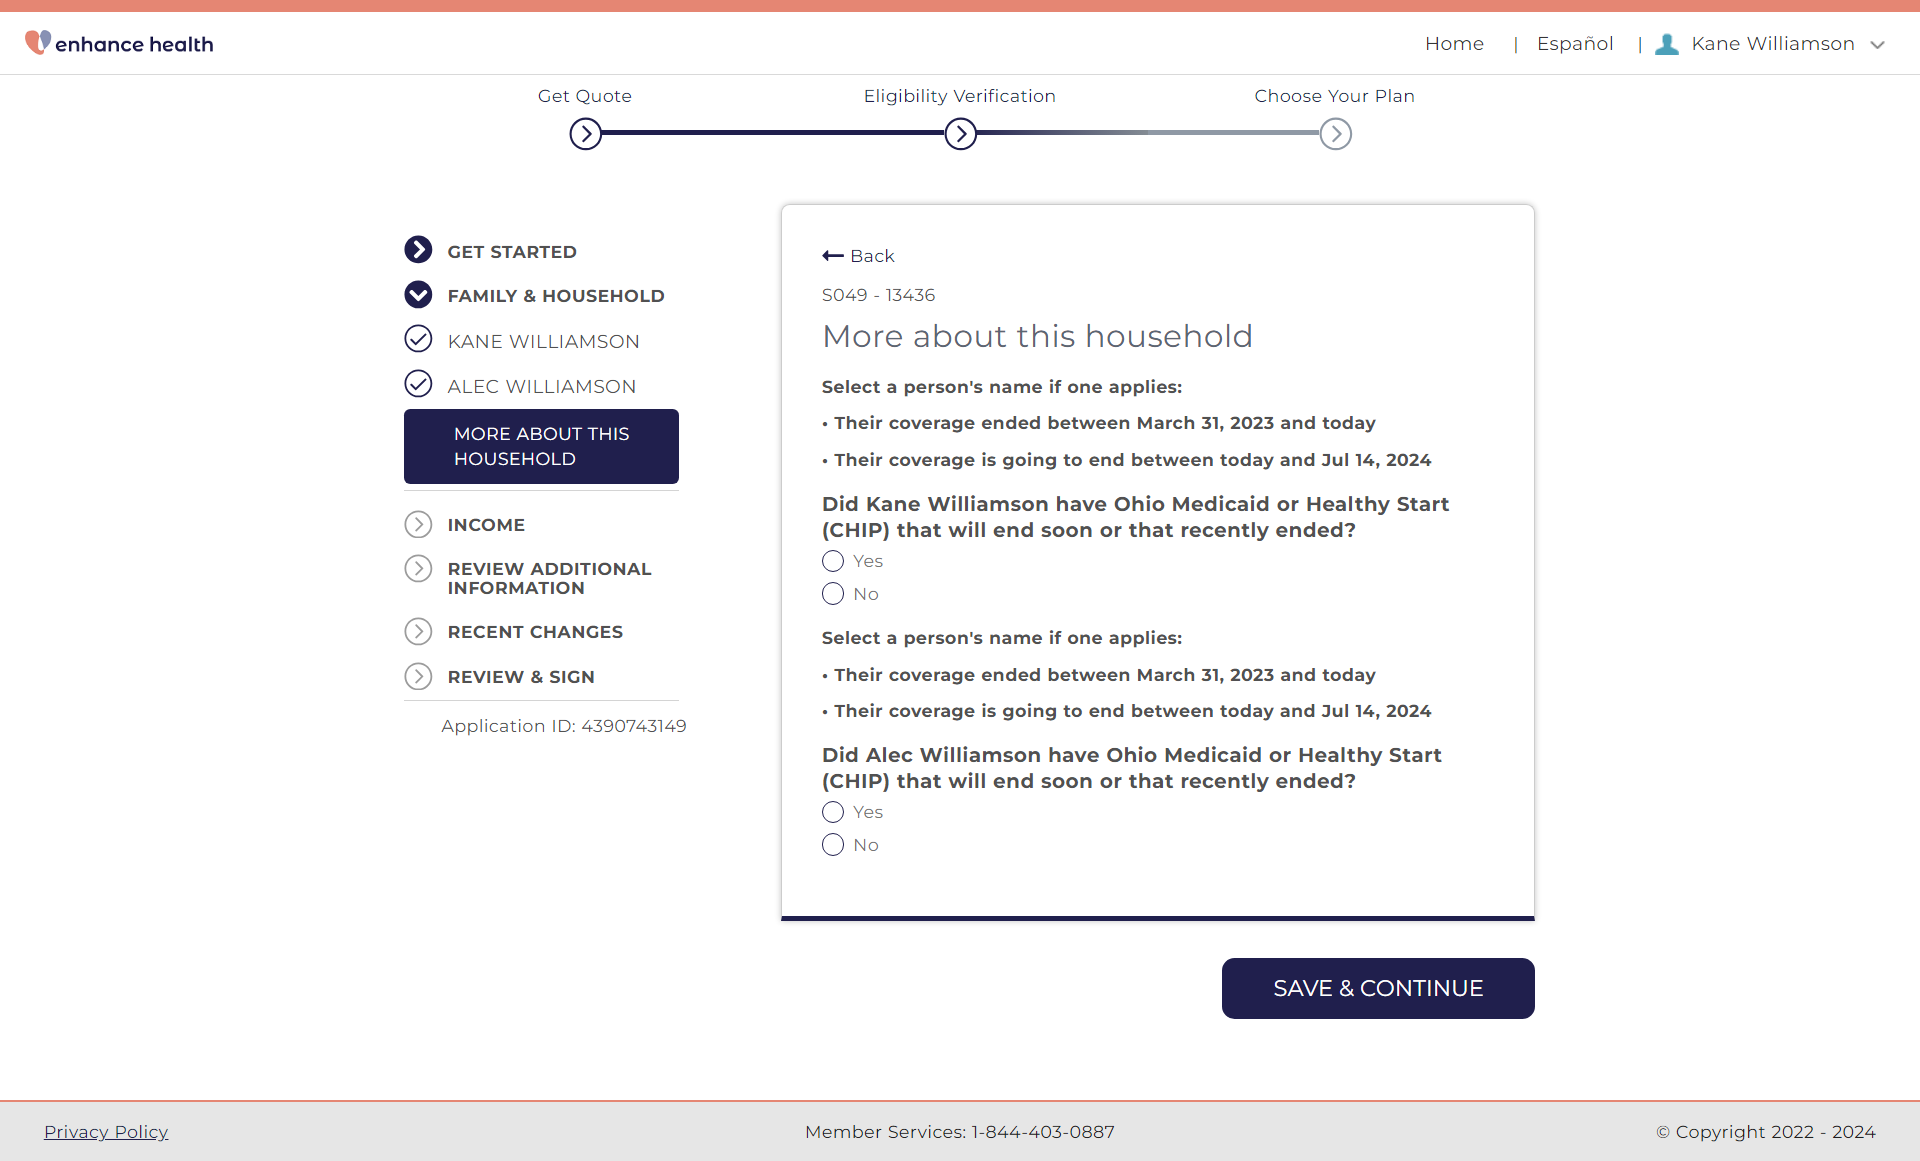 enhance health
Home | Español | Kane Williamson
Get Quote
Eligibility Verification
Choose Your Plan
GET STARTED
FAMILY & HOUSEHOLD
KANE WILLIAMSON
ALEC WILLIAMSON
MORE ABOUT THIS
HOUSEHOLD
INCOME
REVIEW ADDITIONAL
INFORMATION
RECENT CHANGES
REVIEW & SIGN
Application ID: 4390743149
Back
S049 - 13436
More about this household
Select a person's name if one applies:
• Their coverage ended between March 31, 2023 and today
• Their coverage is going to end between today and Jul 14, 2024
Did Kane Williamson have Ohio Medicaid or Healthy Start
(CHIP) that will end soon or that recently ended?
Yes
No
Select a person's name if one applies:
• Their coverage ended between March 31, 2023 and today
• Their coverage is going to end between today and Jul 14, 2024
Did Alec Williamson have Ohio Medicaid or Healthy Start
(CHIP) that will end soon or that recently ended?
Yes
No
SAVE & CONTINUE
Privacy Policy
Member Services: 1-844-403-0887
© Copyright 2022 - 2024